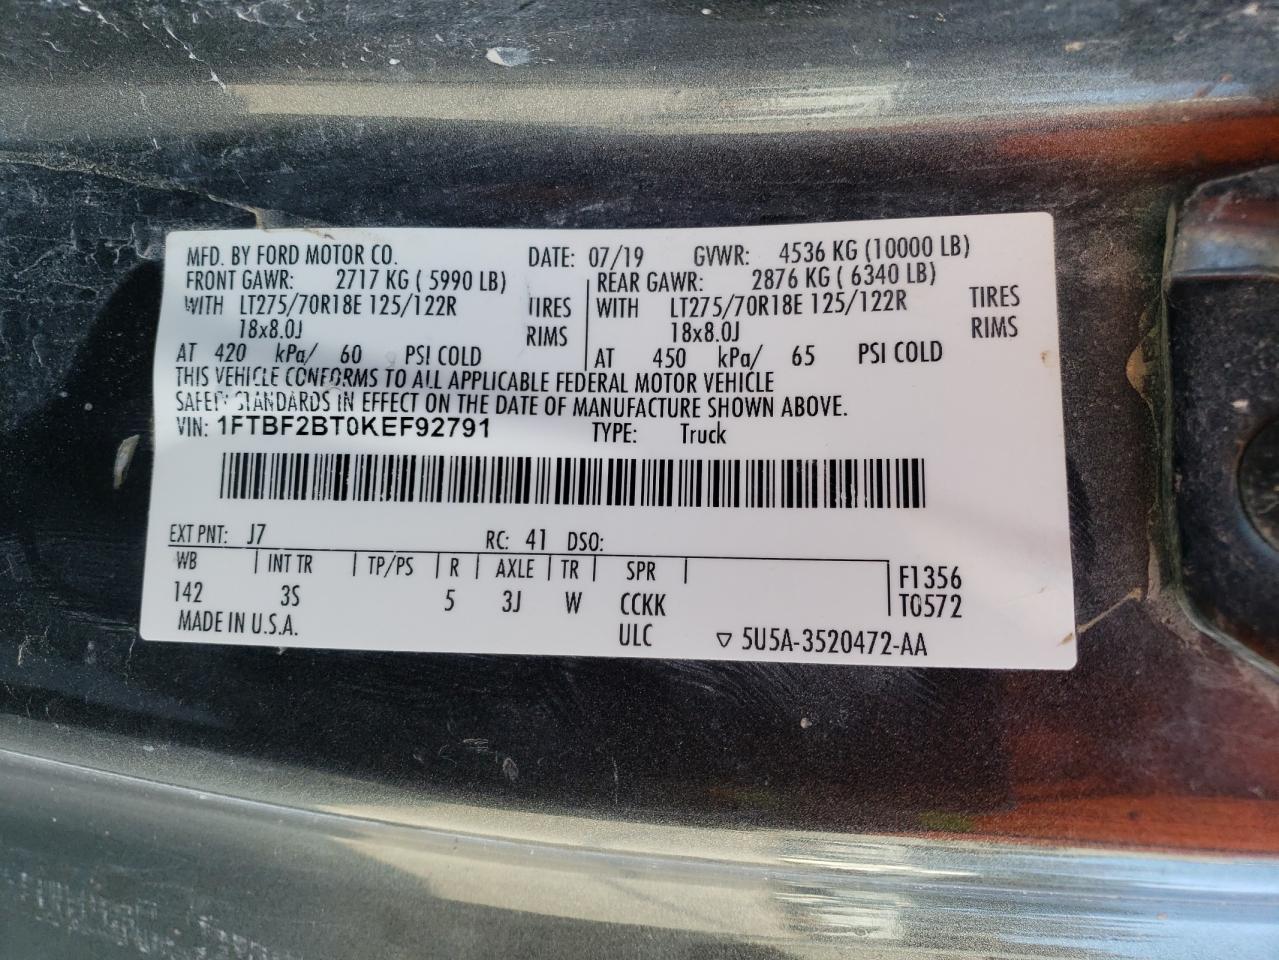 MFD. BY FORD MOTOR CO. DATE: 07/19 GVWR: 4536 KG (10000 LB)
FRONT GAWR: 2717 KG ( 5990 LB) REAR GAWR: 2876 KG ( 6340 LB)
WITH LT275/70R18E 125/122R TIRES WITH LT275/70R18E 125/122R TIRES
18x8.0J RIMS 18x8.0J RIMS
AT 420 kPa/ 60 PSI COLD AT 450 kPa/ 65 PSI COLD
THIS VEHICLE CONFORMS TO ALL APPLICABLE FEDERAL MOTOR VEHICLE
SAFETY STANDARDS IN EFFECT ON THE DATE OF MANUFACTURE SHOWN ABOVE.
VIN: 1FTBF2BT0KEF92791 TYPE: Truck
EXT PNT: J7 RC: 41 DSO:
WB INT TR TP/PS R AXLE TR SPR F1356
142 3S 5 3J W CCKK T0572
MADE IN U.S.A. ULC ▽ 5U5A-3520472-AA